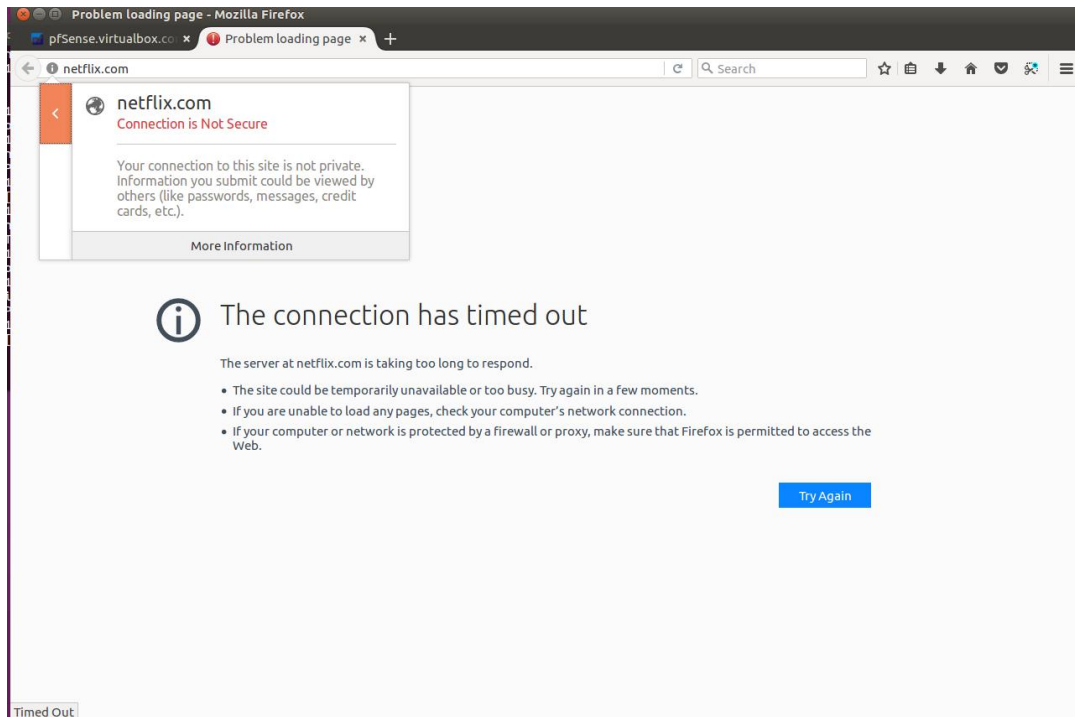 Problem loading page - Mozilla Firefox
pfSense.virtualbox.co
Problem loading page
netflix.com
Search
netflix.com
Connection is Not Secure
Your connection to this site is not private.
Information you submit could be viewed by
others (like passwords, messages, credit
cards, etc.).
More Information
The connection has timed out
The server at netflix.com is taking too long to respond.
• The site could be temporarily unavailable or too busy. Try again in a few moments.
• If you are unable to load any pages, check your computer's network connection.
• If your computer or network is protected by a firewall or proxy, make sure that Firefox is permitted to access the
Web.
Try Again
Timed Out